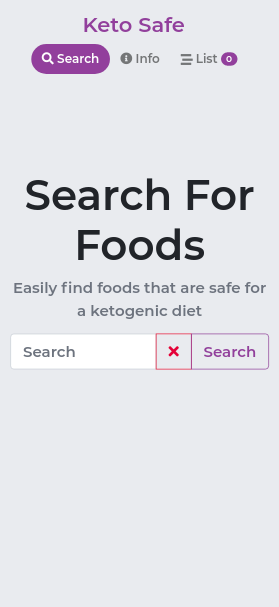 Keto Safe
Search Info List 0
Search For
Foods
Easily find foods that are safe for
a ketogenic diet
Search Search